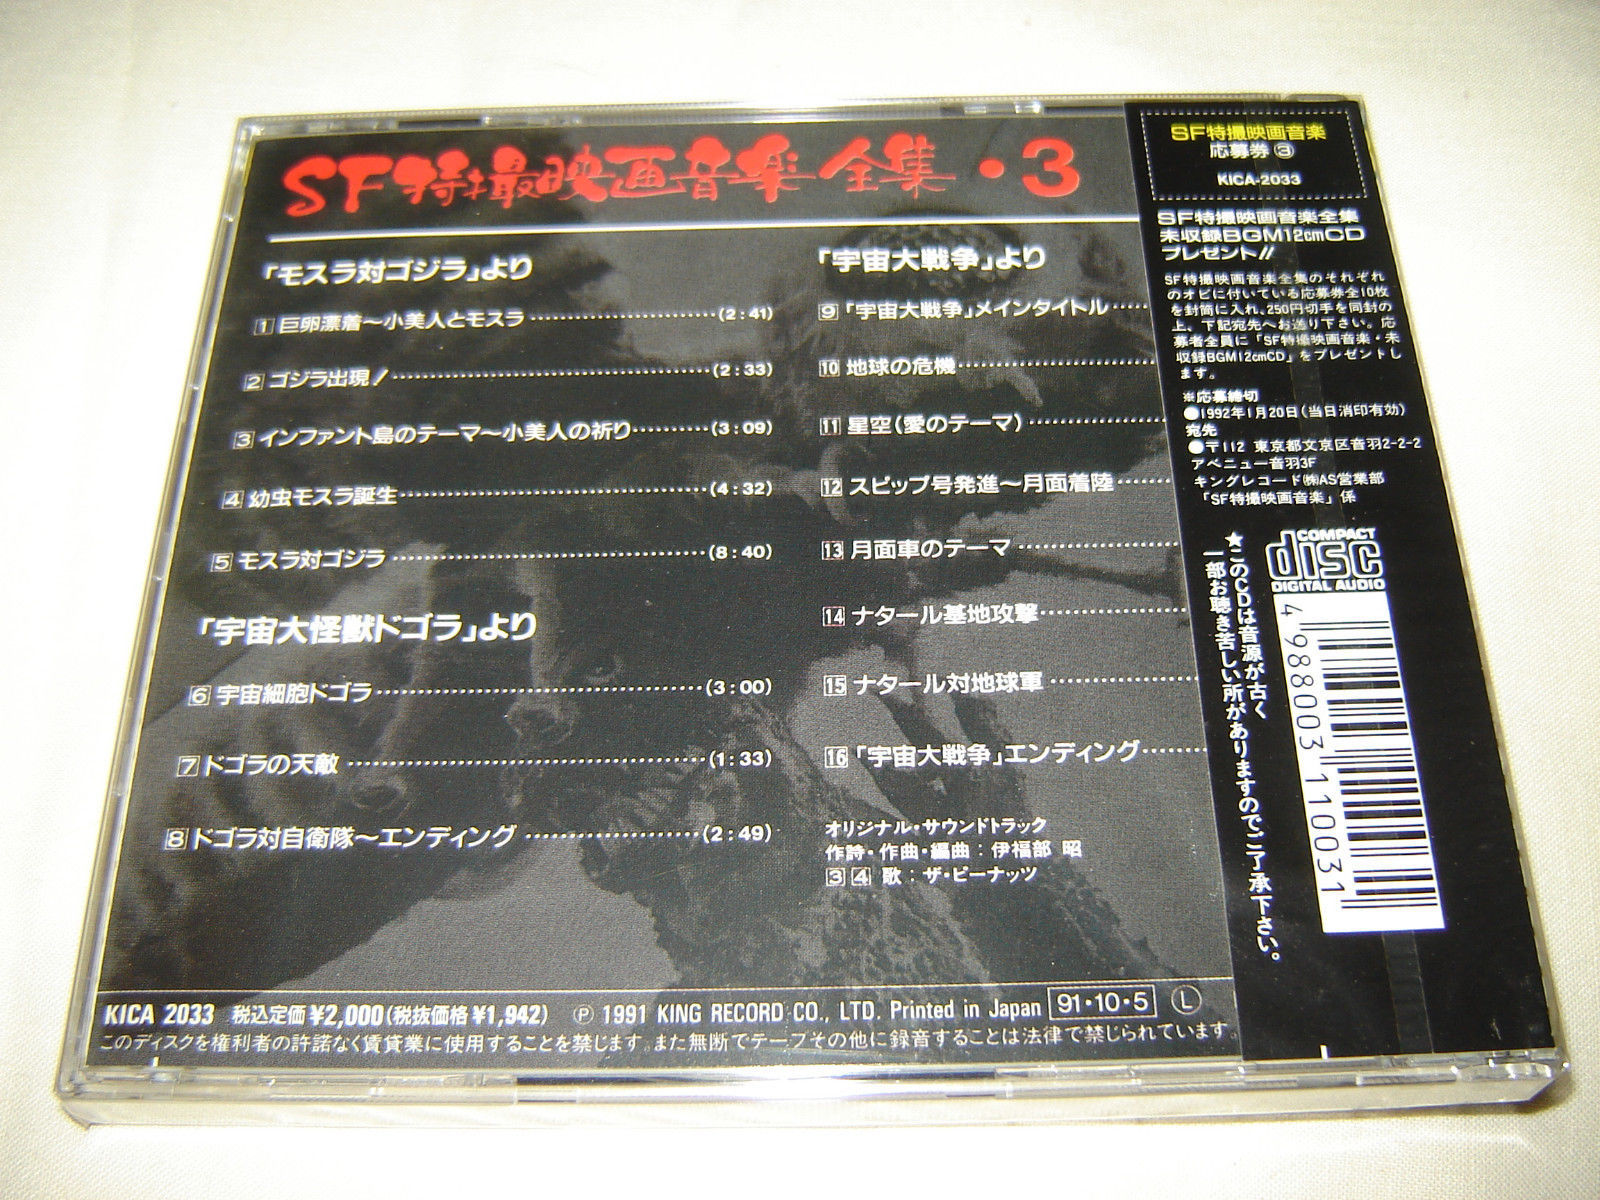 SF特撮映画音楽全集・3
「モスラ対ゴジラ」より
1 巨卵漂着〜小美人とモスラ (2:41)
2 ゴジラ出現! (2:33)
3 インファント島のテーマ〜小美人の祈り (3:09)
4 幼虫モスラ誕生 (4:32)
5 モスラ対ゴジラ (8:40)
「宇宙大怪獣ドゴラ」より
6 宇宙細胞ドゴラ (3:00)
7 ドゴラの天敵 (1:33)
8 ドゴラ対自衛隊〜エンディング (2:49)
「宇宙大戦争」より
9 「宇宙大戦争」メインタイトル
10 地球の危機
11 星空(愛のテーマ)
12 スピップ号発進〜月面着陸
13 月面車のテーマ
14 ナタール基地攻撃
15 ナタール対地球軍
16 「宇宙大戦争」エンディング
オリジナル・サウンドトラック
作詩・作曲・編曲:伊福部 昭
3 4 歌:ザ・ピーナッツ
KICA 2033 税込定価¥2,000(税抜価格¥1,942) Ⓟ 1991 KING RECORD CO., LTD. Printed in Japan 91・10・5 Ⓛ
このディスクを権利者の許諾なく賃貸業に使用することを禁じます。また無断でテープその他に録音することは法律で禁じられています。
SF特撮映画音楽
応募券③
KICA-2033
SF特撮映画音楽全集
未収録BGM12cmCD
プレゼント!!
SF特撮映画音楽全集のそれぞれ
のオビに付いている応募券全10枚
を封筒に入れ、250円切手を同封の
上、下記宛先へお送り下さい。応
募者全員に「SF特撮映画音楽・未
収録BGM12cmCD」をプレゼントし
ます。
※応募締切
●1992年1月20日(当日消印有効)
宛先
●〒112 東京都文京区音羽2-2-2
アベニュー音羽3F
キングレコード㈱AS営業部
「SF特撮映画音楽」係
COMPACT
disc
DIGITAL AUDIO
★このCDは音源が古く
一部お聴き苦しい所がありますのでご了承下さい。
4988003110031